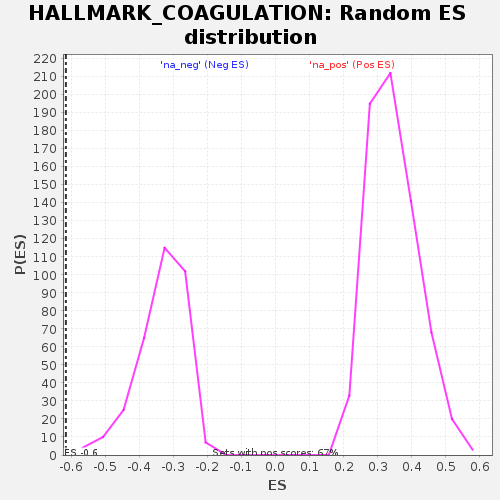 HALLMARK_COAGULATION: Random ES
distribution
'na_neg' (Neg ES) 'na_pos' (Pos ES)
220
210
200
190
180
170
160
150
140
130
120
110
100
90
80
70
60
50
40
30
20
10
0
P(ES)
ES -0.6
Sets with pos scores: 67%
-0.6 -0.5 -0.4 -0.3 -0.2 -0.1 0.0 0.1 0.2 0.3 0.4 0.5 0.6
ES